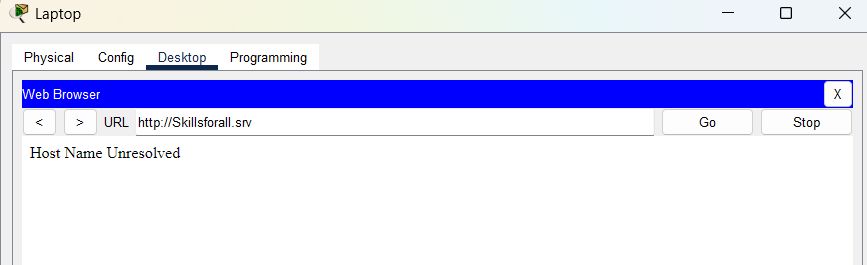 Laptop
Physical Config Desktop Programming
Web Browser X
< > URL http://Skillsforall.srv Go Stop
Host Name Unresolved